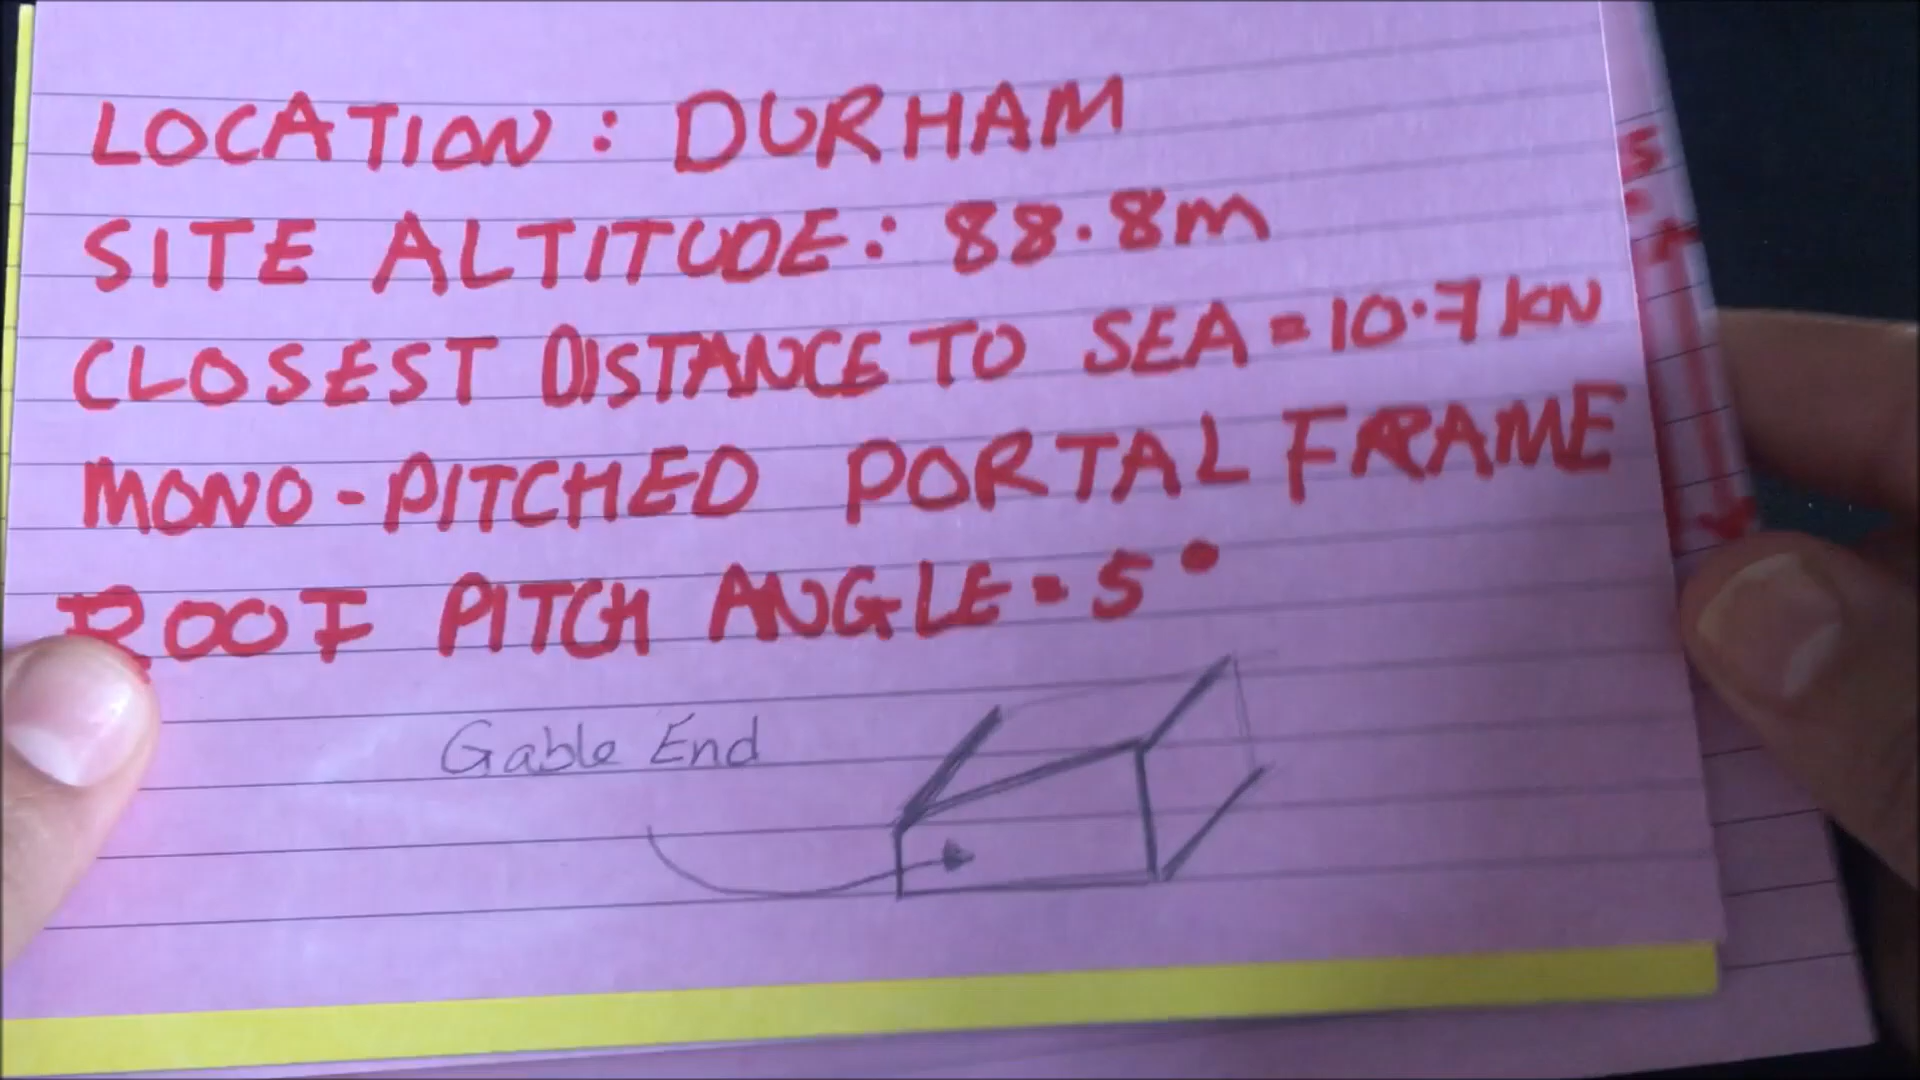 LOCATION : DURHAM
SITE ALTITUDE: 88.8m
CLOSEST DISTANCE TO SEA = 10.7 KN
MONO-PITCHED PORTAL FRAME
ROOF PITCH ANGLE = 5°
Gable End